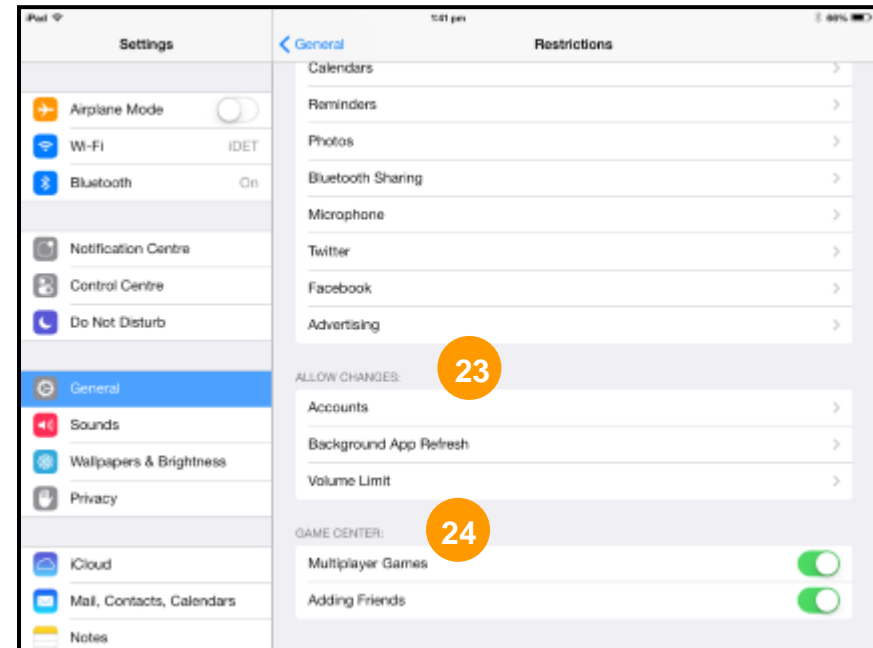 iPad
1:41 pm
66%
Settings
General
Restrictions
Calendars
Airplane Mode
Reminders
Wi-Fi
iDET
Photos
Bluetooth
On
Bluetooth Sharing
Microphone
Notification Centre
Twitter
Control Centre
Facebook
Do Not Disturb
Advertising
ALLOW CHANGES:
23
General
Accounts
Sounds
Background App Refresh
Wallpapers & Brightness
Volume Limit
Privacy
GAME CENTER:
24
iCloud
Multiplayer Games
Mail, Contacts, Calendars
Adding Friends
Notes